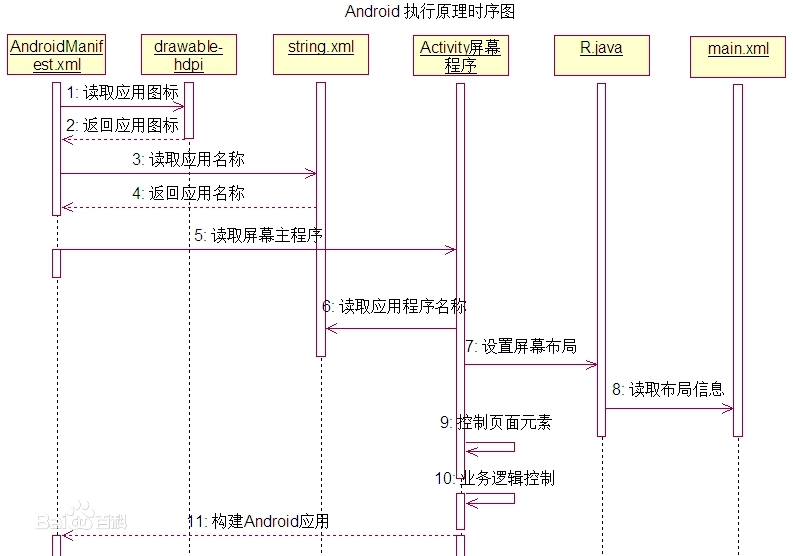 Android 执行原理时序图
AndroidManif
est.xml
drawable-
hdpi
string.xml
Activity屏幕
程序
R.java
main.xml
1: 读取应用图标
2: 返回应用图标
3: 读取应用名称
4: 返回应用名称
5: 读取屏幕主程序
6: 读取应用程序名称
7: 设置屏幕布局
8: 读取布局信息
9: 控制页面元素
10: 业务逻辑控制
11: 构建Android应用
Bai百科